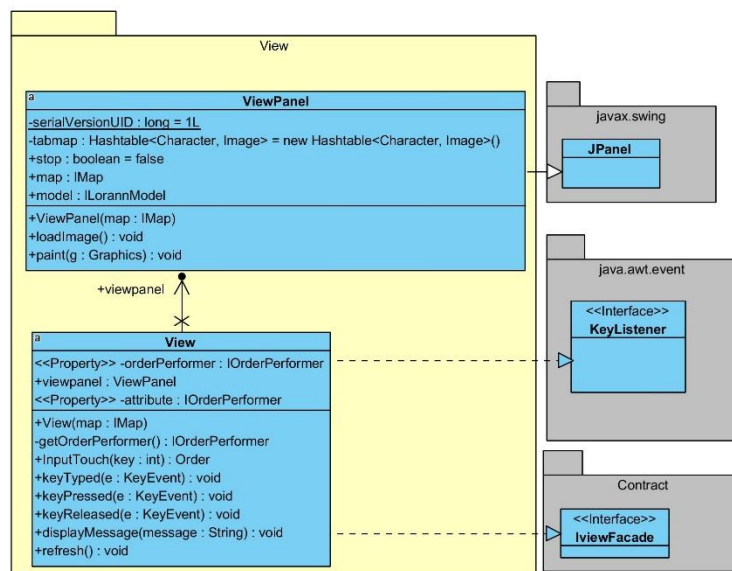 View
a
ViewPanel
-serialVersionUID : long = 1L
-tabmap : Hashtable<Character, Image> = new Hashtable<Character, Image>()
+stop : boolean = false
+map : IMap
+model : ILorannModel
+ViewPanel(map : IMap)
+loadImage() : void
+paint(g : Graphics) : void
javax.swing
JPanel
+viewpanel
a
View
<<Property>> -orderPerformer : IOrderPerformer
+viewpanel : ViewPanel
<<Property>> -attribute : IOrderPerformer
+View(map : IMap)
-getOrderPerformer() : IOrderPerformer
+InputTouch(key : int) : Order
+keyTyped(e : KeyEvent) : void
+keyPressed(e : KeyEvent) : void
+keyReleased(e : KeyEvent) : void
+displayMessage(message : String) : void
+refresh() : void
java.awt.event
<<Interface>>
KeyListener
Contract
<<Interface>>
IviewFacade